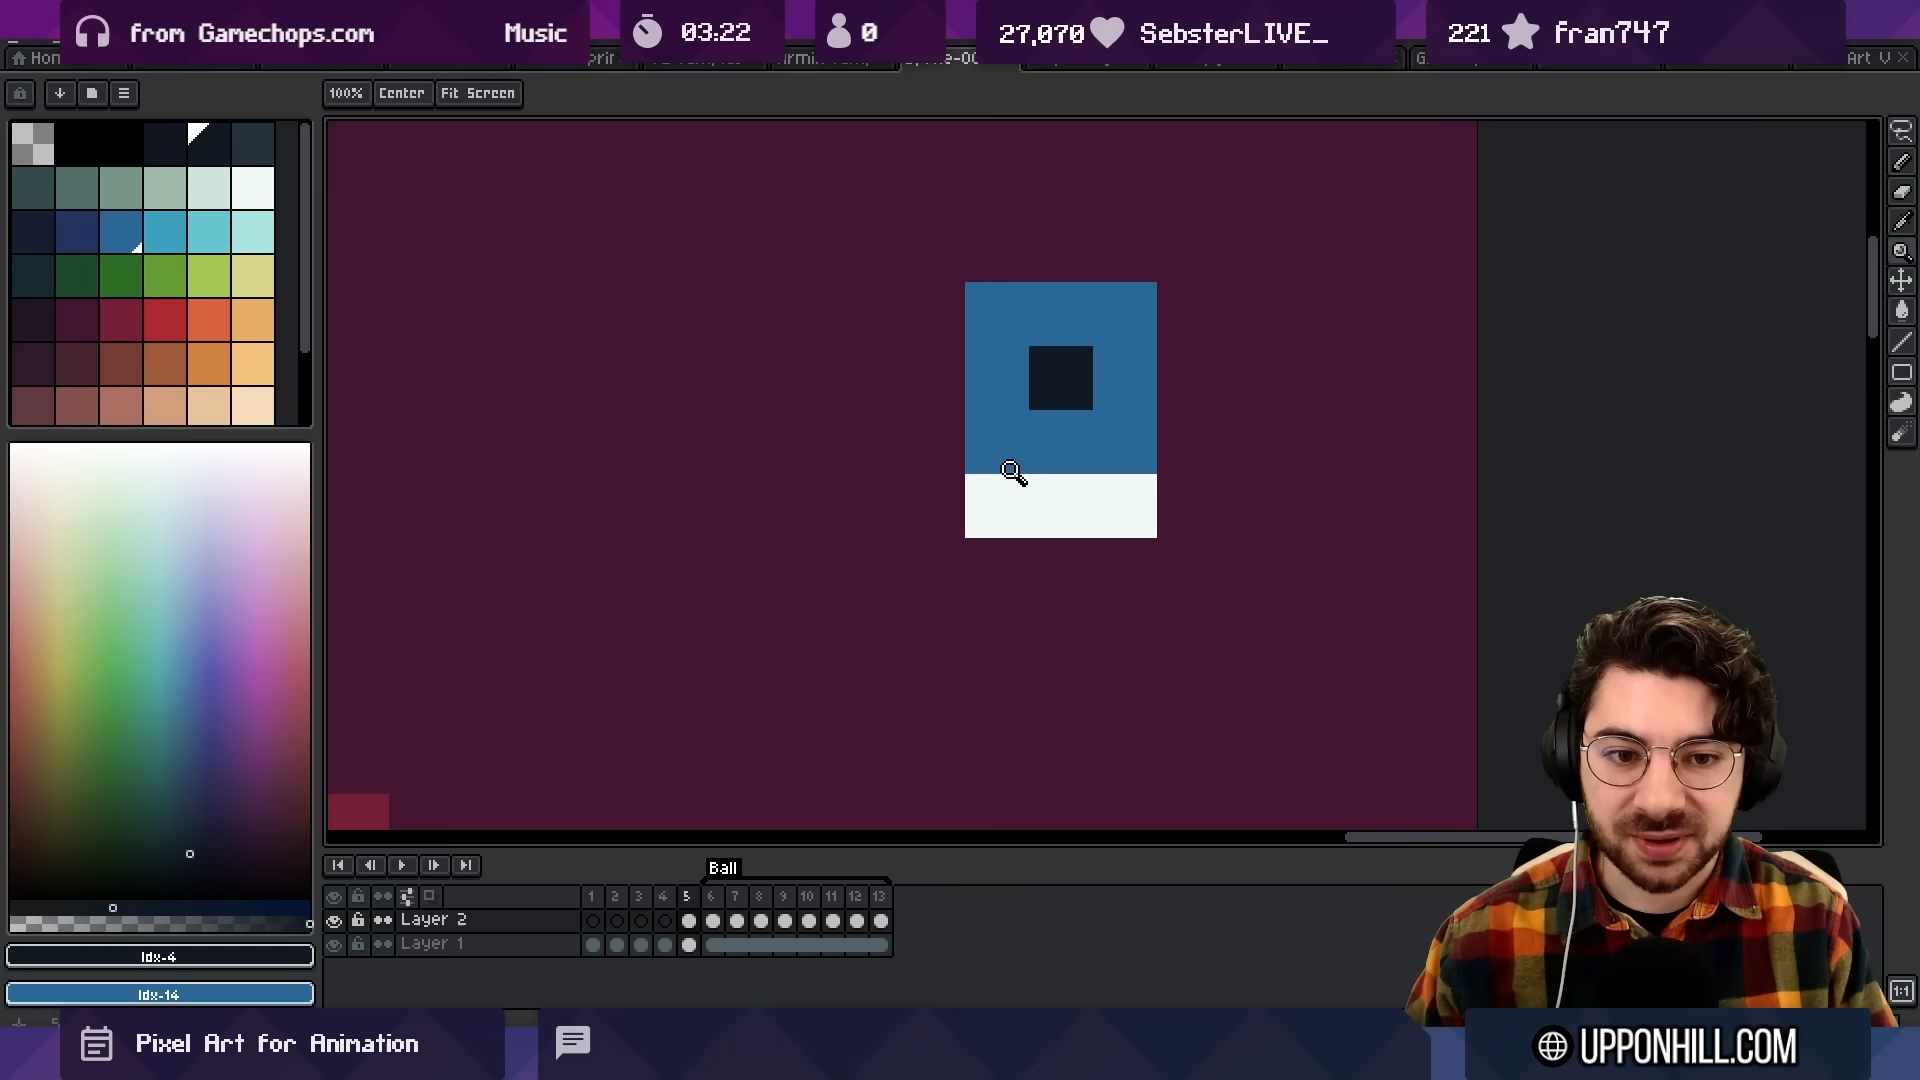 from Gamechops.com
Music
03:22
0
27,070
SebsterLIVE_
221
fran747
100%
Center
Fit Screen
Ball
1 2 3 4 5 6 7 8 9 10 11 12 13
Layer 2
Layer 1
Idx-4
Idx-14
1:1
Pixel Art for Animation
UPPONHILL.COM